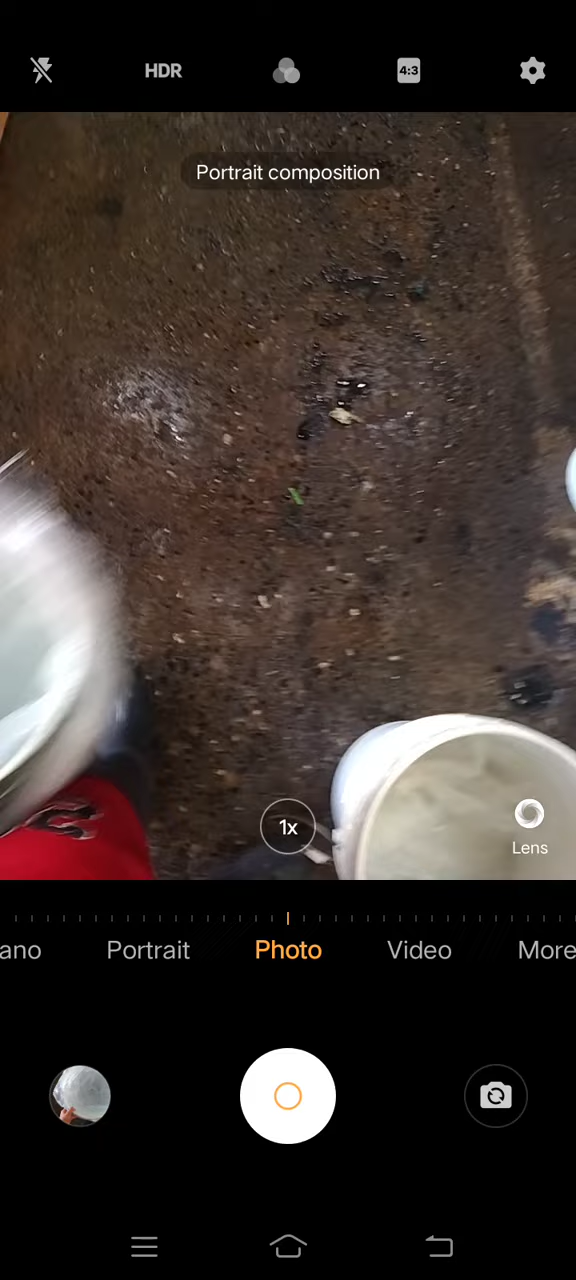 HDR
4:3
Portrait composition
1x
Lens
ano
Portrait
Photo
Video
More